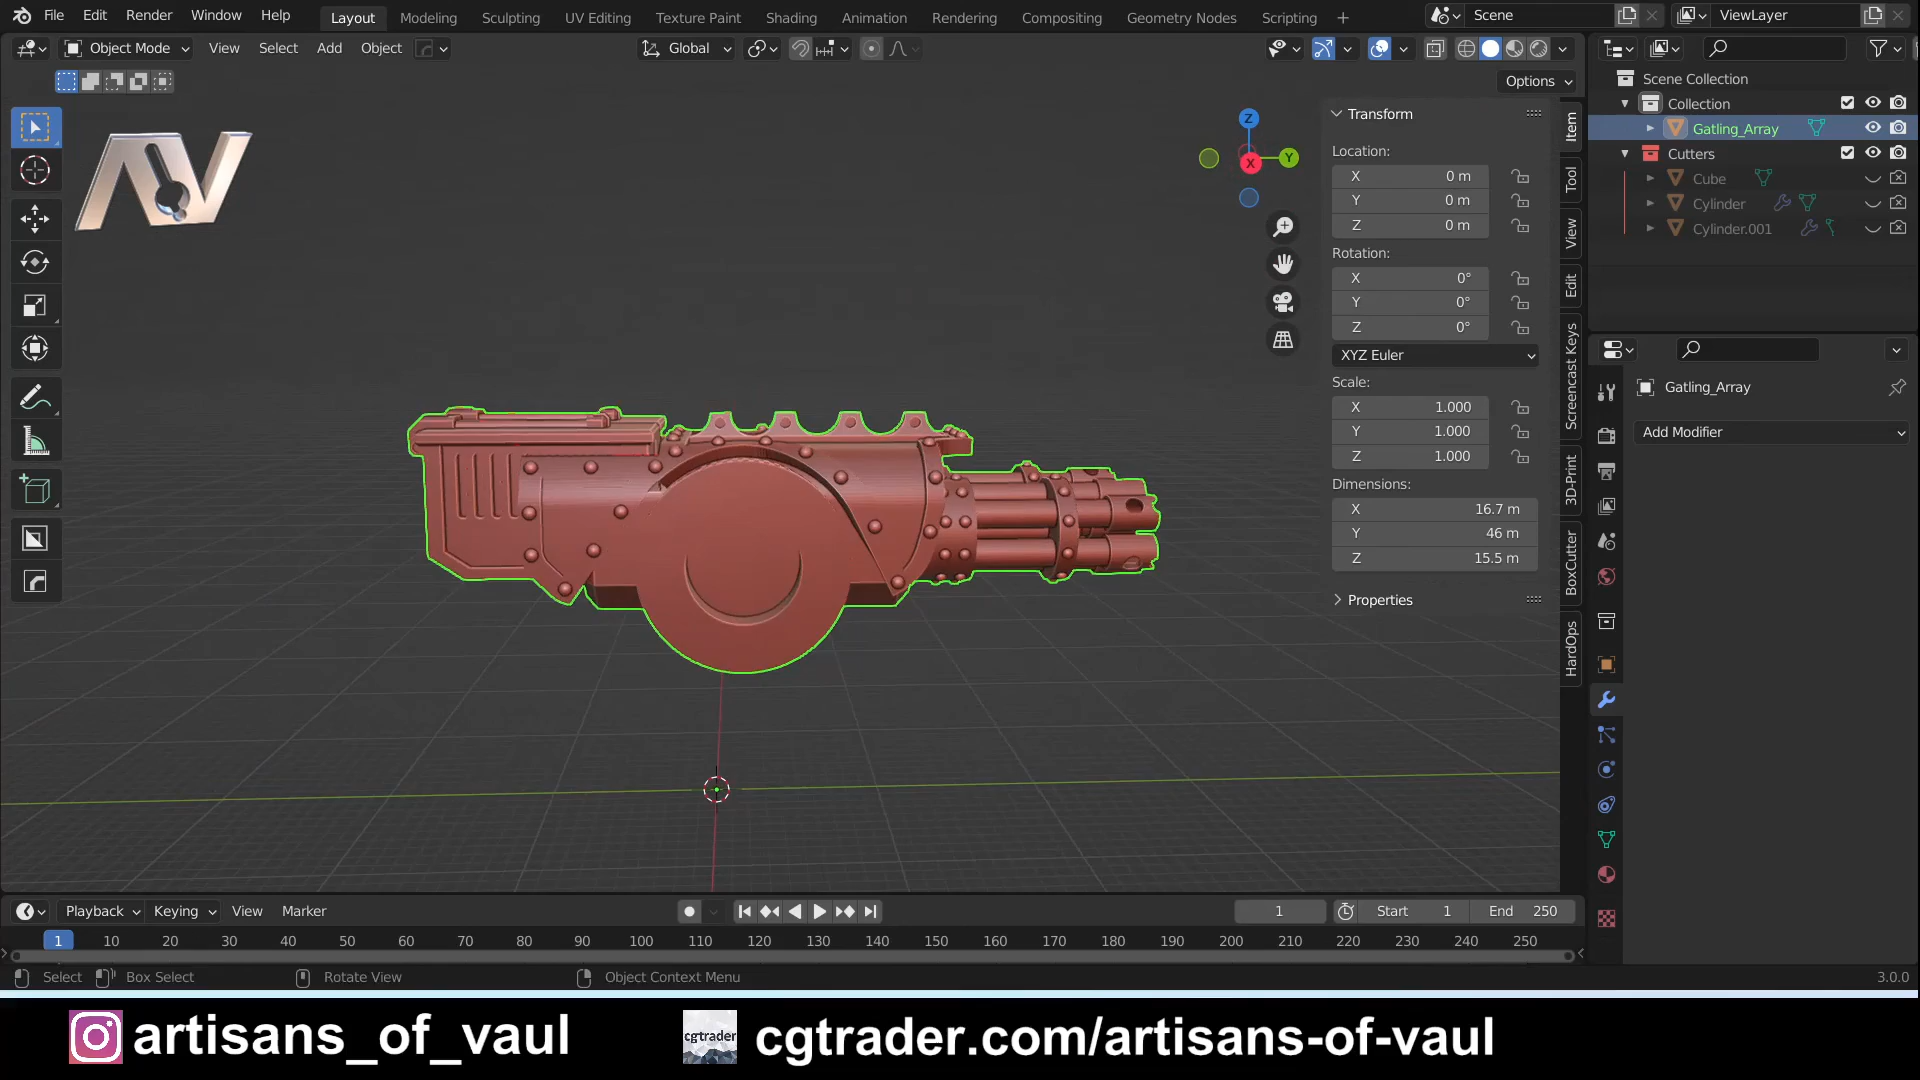 File Edit Render Window Help Layout Modeling Sculpting UV Editing Texture Paint Shading Animation Rendering Compositing Geometry Nodes Scripting + Scene ViewLayer
Object Mode View Select Add Object Global
Options
AV
Z
Y
X
Transform
Location:
X 0 m
Y 0 m
Z 0 m
Rotation:
X 0°
Y 0°
Z 0°
XYZ Euler
Scale:
X 1.000
Y 1.000
Z 1.000
Dimensions:
X 16.7 m
Y 46 m
Z 15.5 m
Properties
Item
Tool
View
Edit
Screencast Keys
3D-Print
BoxCutter
HardOps
Scene Collection
Collection
Gatling_Array
Cutters
Cube
Cylinder
Cylinder.001
Gatling_Array
Add Modifier
Playback Keying View Marker 1 Start 1 End 250
1 10 20 30 40 50 60 70 80 90 100 110 120 130 140 150 160 170 180 190 200 210 220 230 240 250
Select Box Select Rotate View Object Context Menu 3.0.0
artisans_of_vaul cgtrader cgtrader.com/artisans-of-vaul